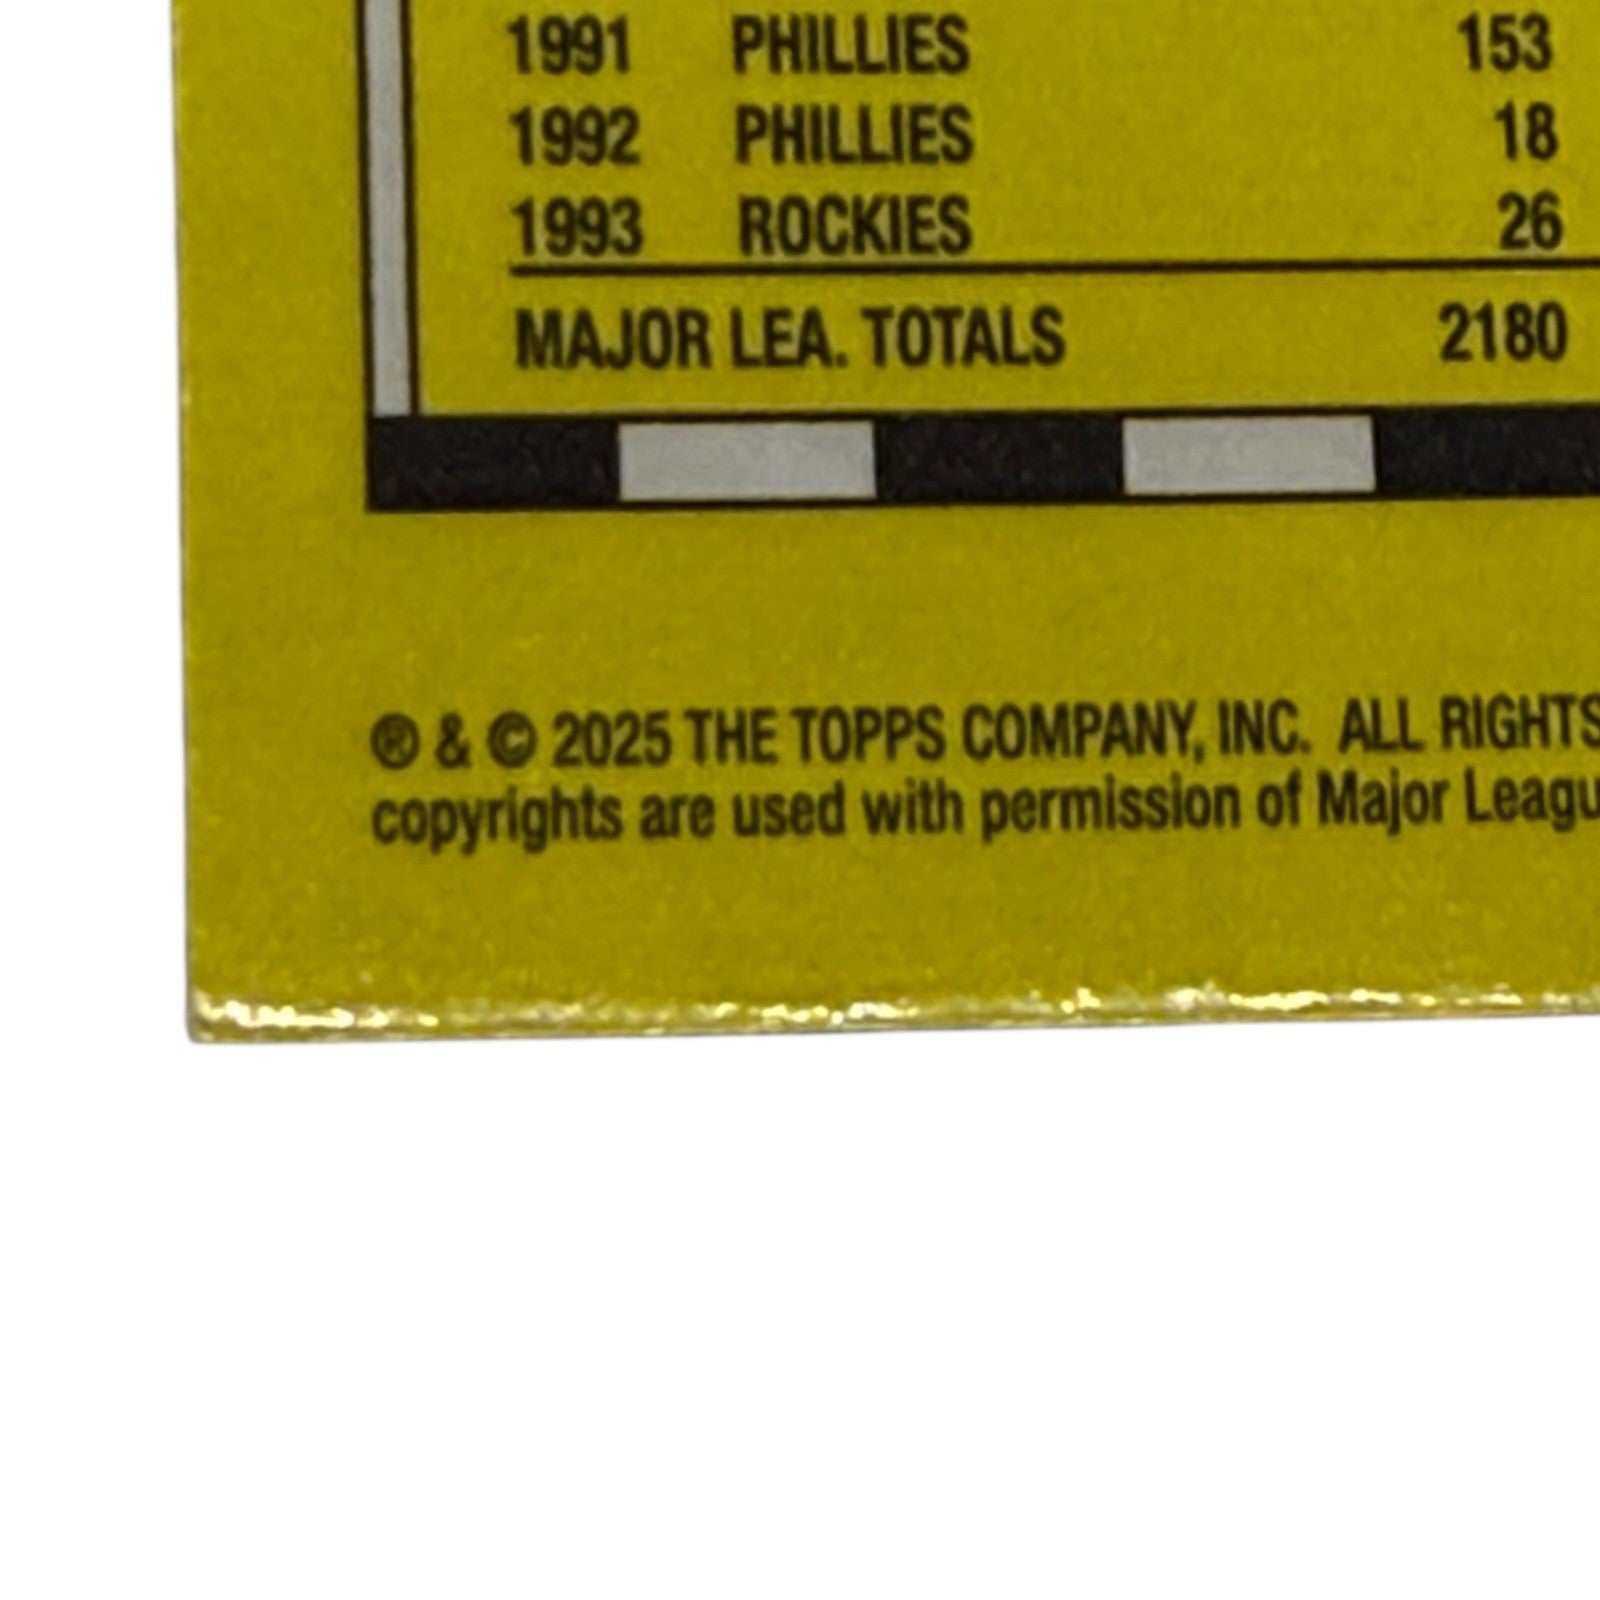 1991 PHILLIES 153
1992 PHILLIES 18
1993 ROCKIES 26
MAJOR LEA. TOTALS 2180
® & © 2025 THE TOPPS COMPANY, INC. ALL RIGHTS
copyrights are used with permission of Major Leagu